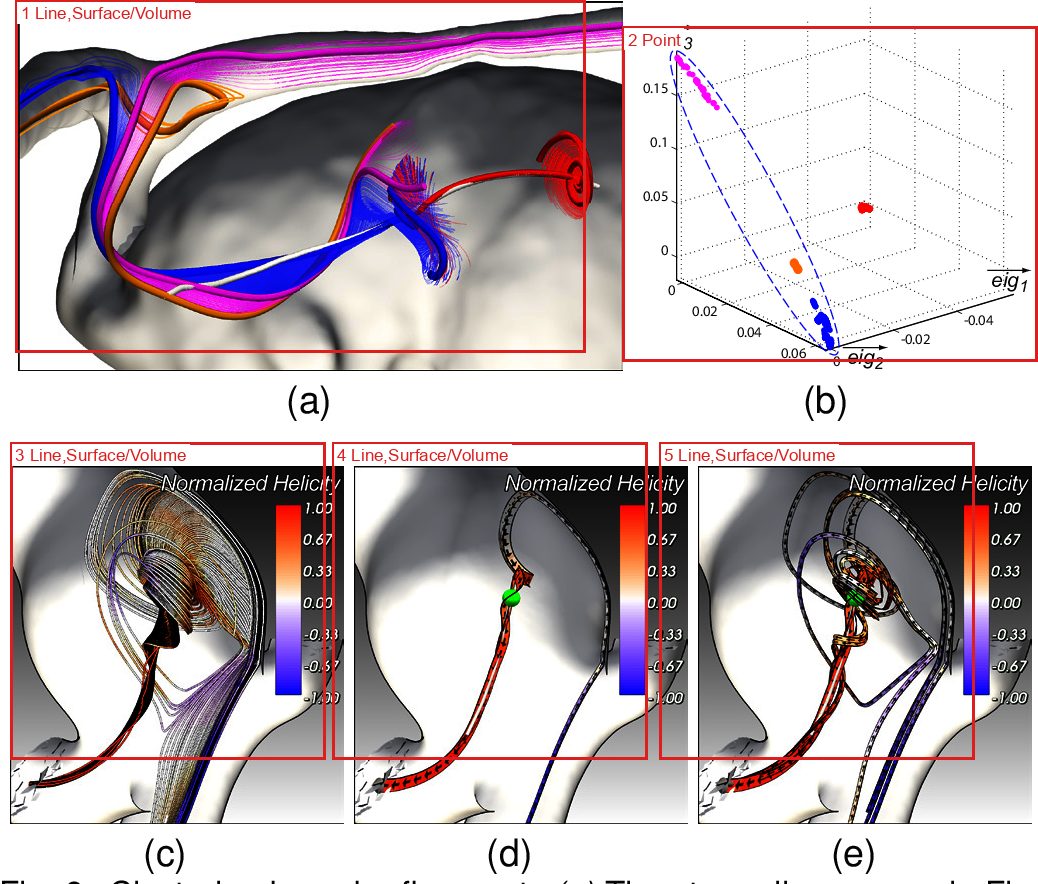 1 Line,Surface/Volume
2 Point
3
0.15
0.1
0.05
0
0
0.02
0.04
0.06
0
-0.02
-0.04
eig1
eig2
(a)
(b)
3 Line,Surface/Volume
4 Line,Surface/Volume
5 Line,Surface/Volume
Normalized Helicity
1.00
0.67
0.33
0.00
-0.33
-0.67
-1.00
Normalized Helicity
1.00
0.67
0.33
0.00
-0.33
-0.67
-1.00
Normalized Helicity
1.00
0.67
0.33
0.00
-0.33
-0.67
-1.00
(c)
(d)
(e)